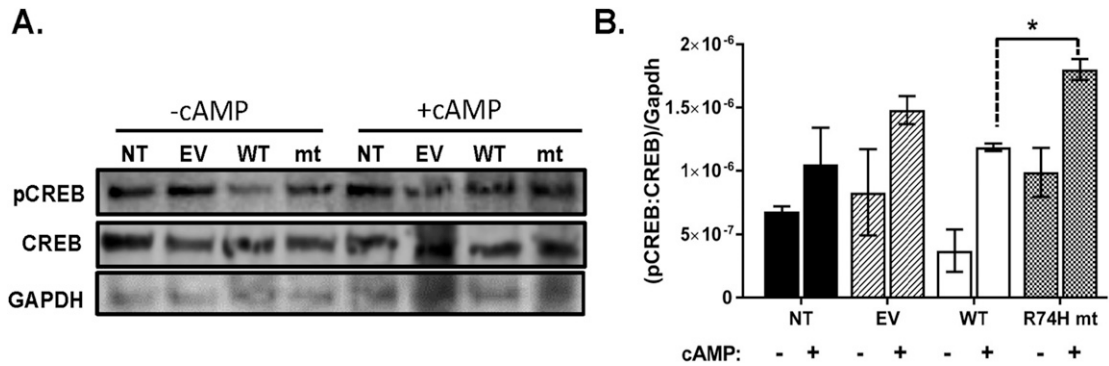 A.
-cAMP +cAMP
NT EV WT mt NT EV WT mt
pCREB
CREB
GAPDH
B.
(pCREB:CREB)/Gapdh
2×10⁻⁶
1.5×10⁻⁶
1×10⁻⁶
5×10⁻⁷
0
*
NT EV WT R74H mt
cAMP: - + - + - + - +